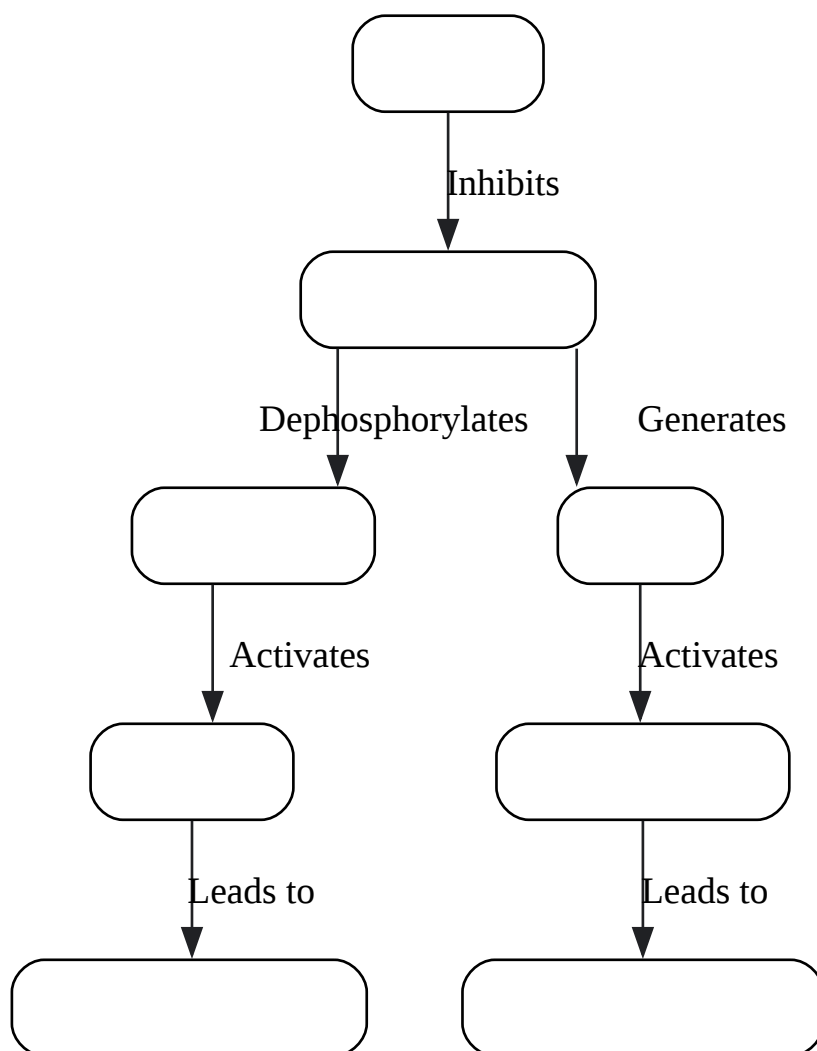 Inhibits
Dephosphorylates
Generates
Activates
Activates
Leads to
Leads to